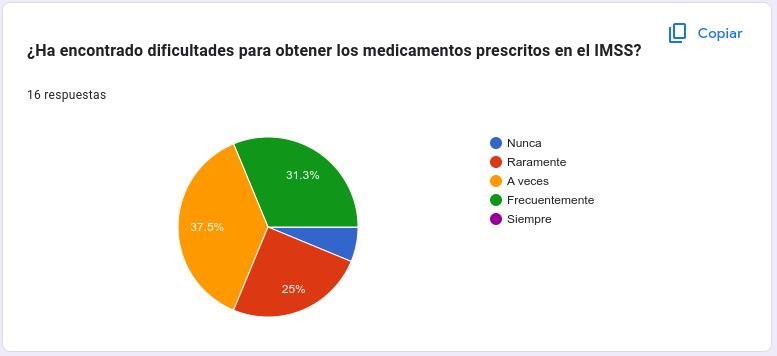 Copiar
¿Ha encontrado dificultades para obtener los medicamentos prescritos en el IMSS?
16 respuestas
31.3%
37.5%
25%
Nunca
Raramente
A veces
Frecuentemente
Siempre